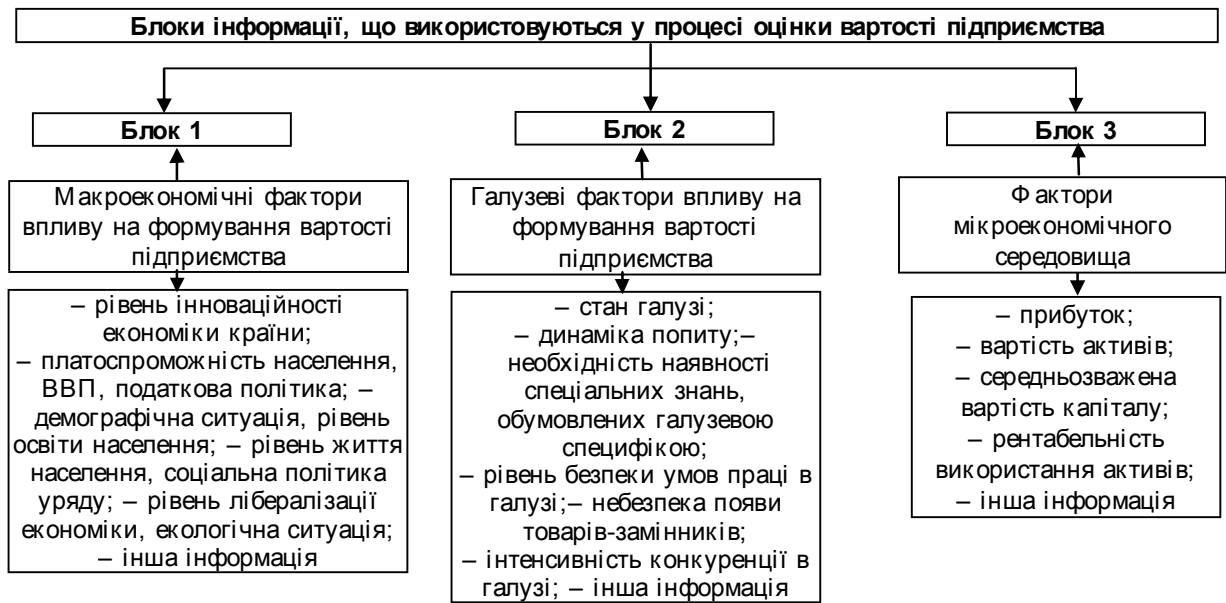 Блоки інформації, що використовуються у процесі оцінки вартості підприємства
Блок 1
Макроекономічні фактори
впливу на формування вартості
підприємства
– рівень інноваційності
економіки країни;
– платоспроможність населення,
ВВП, податкова політика; –
демографічна ситуація, рівень
освіти населення; – рівень життя
населення, соціальна політика
уряду; – рівень лібералізації
економіки, екологічна ситуація;
– інша інформація
Блок 2
Галузеві фактори впливу на
формування вартості
підприємства
– стан галузі;
– динаміка попиту;–
необхідність наявності
спеціальних знань,
обумовлених галузевою
специфікою;
– рівень безпеки умов праці в
галузі;– небезпека появи
товарів-замінників;
– інтенсивність конкуренції в
галузі; – інша інформація
Блок 3
Фактори
мікроекономічного
середовища
– прибуток;
– вартість активів;
– середньозважена
вартість капіталу;
– рентабельність
використання активів;
– інша інформація